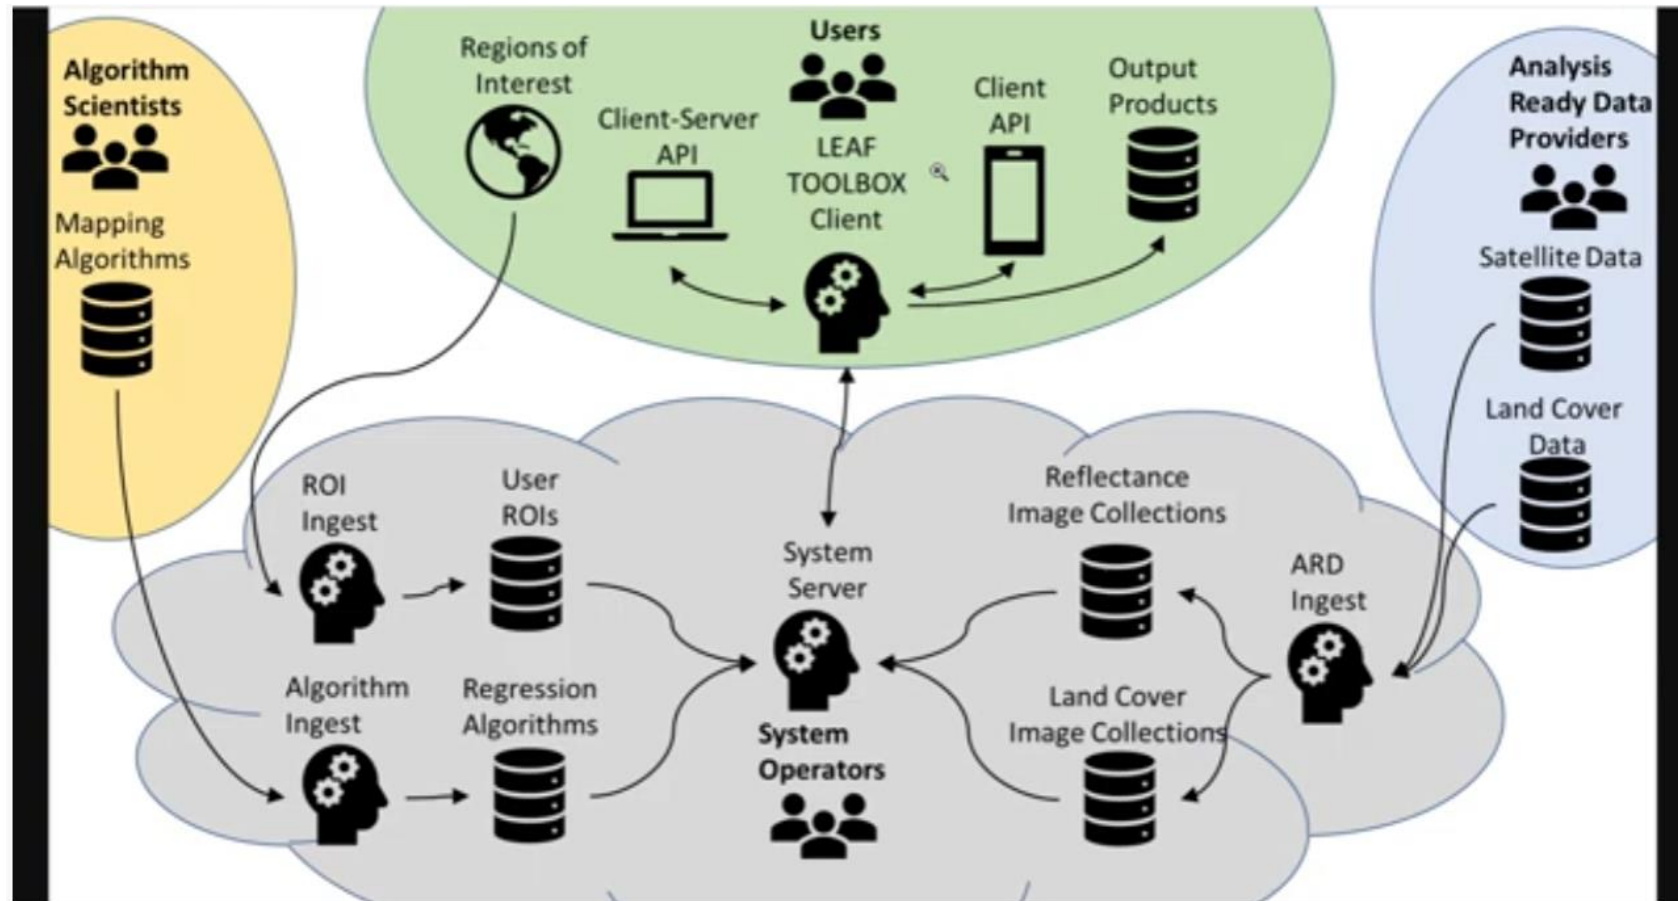 Algorithm
Scientists
Mapping
Algorithms
Regions of
Interest
Client-Server
API
Users
LEAF
TOOLBOX
Client
Client
API
Output
Products
Analysis
Ready Data
Providers
Satellite Data
Land Cover
Data
ROI
Ingest
User
ROIs
Algorithm
Ingest
Regression
Algorithms
System
Server
System
Operators
Reflectance
Image Collections
Land Cover
Image Collections
ARD
Ingest